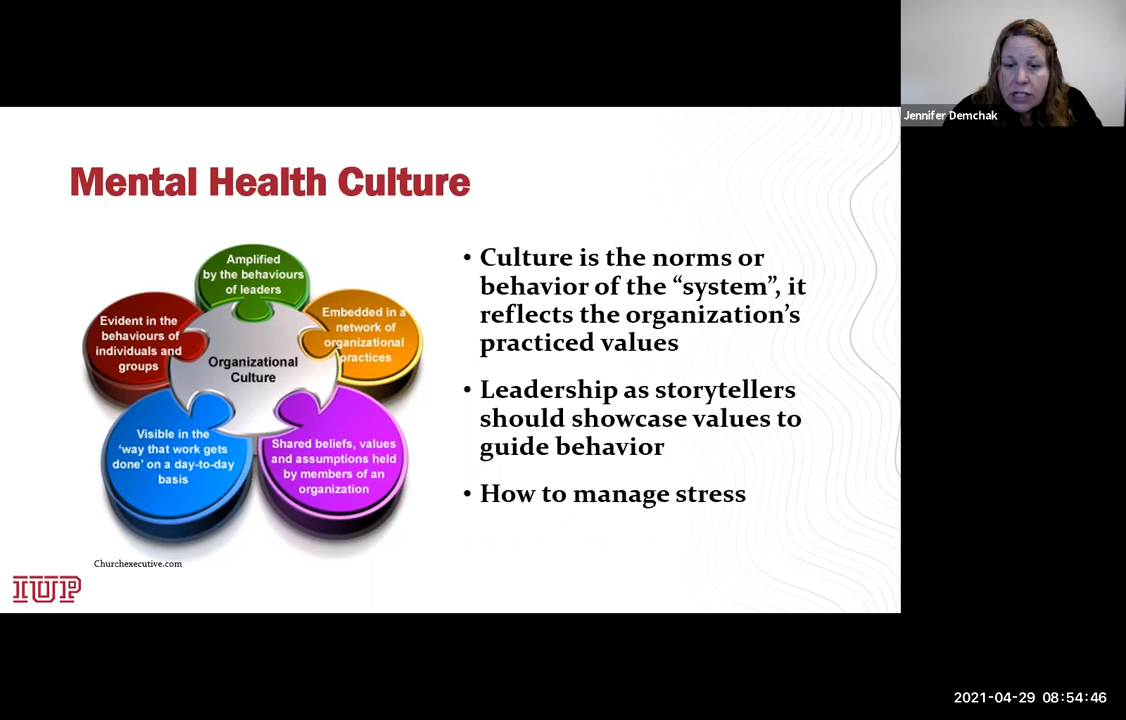 Jennifer Demchak
Mental Health Culture
Amplified
by the behaviours
of leaders
Evident in the
behaviours of
individuals and
groups
Embedded in a
network of
organizational
practices
Organizational
Culture
Visible in the
‘way that work gets
done’ on a day-to-day
basis
Shared beliefs, values
and assumptions held
by members of an
organization
Churchexecutive.com
• Culture is the norms or
behavior of the “system”, it
reflects the organization’s
practiced values
• Leadership as storytellers
should showcase values to
guide behavior
• How to manage stress
IUP
2021-04-29 08:54:46